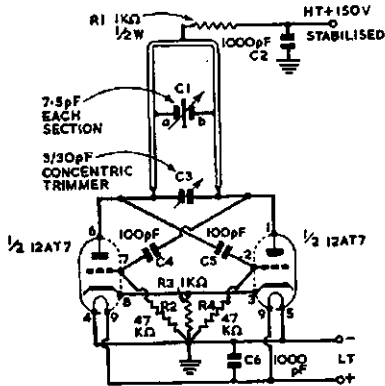 R1 1KΩ
½W
HT+150V
STABILISED
1000pF
C2
7·5pF
EACH
SECTION
C1
a b
3/30pF
CONCENTRIC
TRIMMER
C3
6
1
½ 12AT7
100pF
C4
100pF
C5
½ 12AT7
7
2
R3 1KΩ
8
3
R2
R4
4 9
9 5
47
KΩ
47
KΩ
C6
1000
pF
−
LT
+